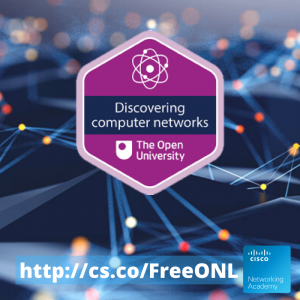 Discovering
computer networks
The Open
University
http://cs.co/FreeONL
CISCO
Networking
Academy